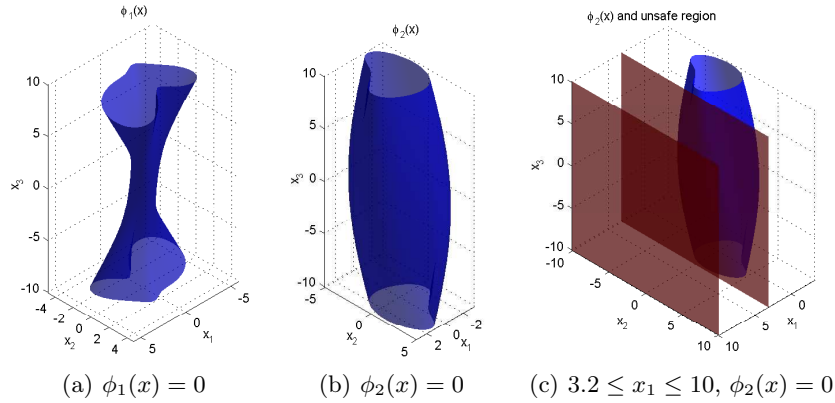 ϕ₁(x)
10
5
0
-5
-10
x₃
-4
-2
0
2
4
x₂
5
0
-5
x₁
(a) ϕ₁(x) = 0
ϕ₂(x)
10
5
0
-5
-10
x₃
-5
0
5
x₂
2
0
-2
x₁
(b) ϕ₂(x) = 0
ϕ₂(x) and unsafe region
10
5
0
-5
-10
x₃
-10
-5
0
5
10
x₂
10
5
0
x₁
(c) 3.2 ≤ x₁ ≤ 10, ϕ₂(x) = 0